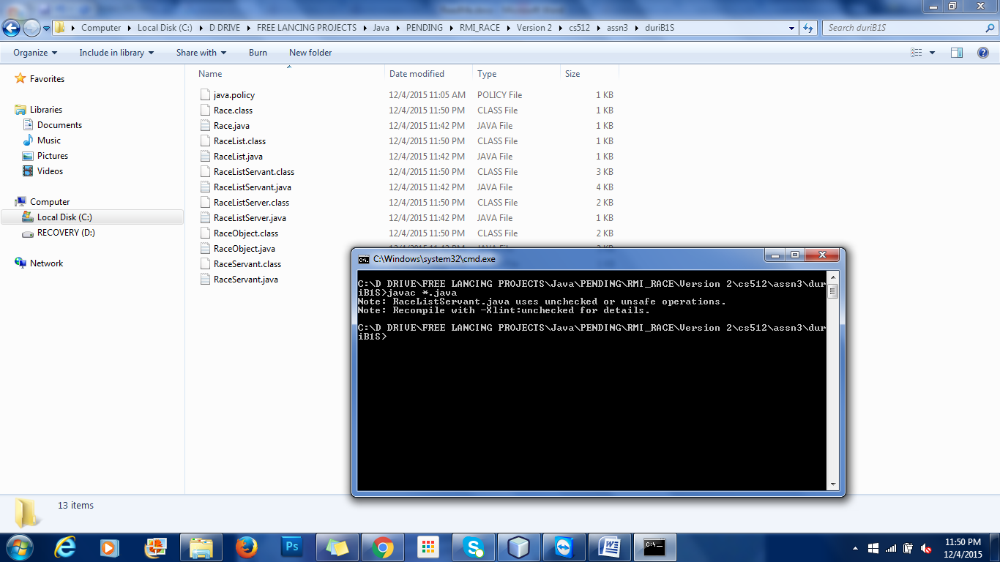 Computer ▸ Local Disk (C:) ▸ D DRIVE ▸ FREE LANCING PROJECTS ▸ Java ▸ PENDING ▸ RMI_RACE ▸ Version 2 ▸ cs512 ▸ assn3 ▸ duriB1S
Search duriB1S
Organize Include in library Share with Burn New folder
Favorites
Libraries
Documents
Music
Pictures
Videos
Computer
Local Disk (C:)
RECOVERY (D:)
Network
Name Date modified Type Size
java.policy 12/4/2015 11:05 AM POLICY File 1 KB
Race.class 12/4/2015 11:50 PM CLASS File 1 KB
Race.java 12/4/2015 11:42 PM JAVA File 1 KB
RaceList.class 12/4/2015 11:50 PM CLASS File 1 KB
RaceList.java 12/4/2015 11:42 PM JAVA File 1 KB
RaceListServant.class 12/4/2015 11:50 PM CLASS File 3 KB
RaceListServant.java 12/4/2015 11:42 PM JAVA File 4 KB
RaceListServer.class 12/4/2015 11:50 PM CLASS File 2 KB
RaceListServer.java 12/4/2015 11:42 PM JAVA File 1 KB
RaceObject.class 12/4/2015 11:50 PM CLASS File 2 KB
RaceObject.java
RaceServant.class
RaceServant.java
C:\Windows\system32\cmd.exe
C:\D DRIVE\FREE LANCING PROJECTS\Java\PENDING\RMI_RACE\Version 2\cs512\assn3\dur
iB1S>javac *.java
Note: RaceListServant.java uses unchecked or unsafe operations.
Note: Recompile with -Xlint:unchecked for details.
C:\D DRIVE\FREE LANCING PROJECTS\Java\PENDING\RMI_RACE\Version 2\cs512\assn3\dur
iB1S>
13 items
Ps
11:50 PM
12/4/2015